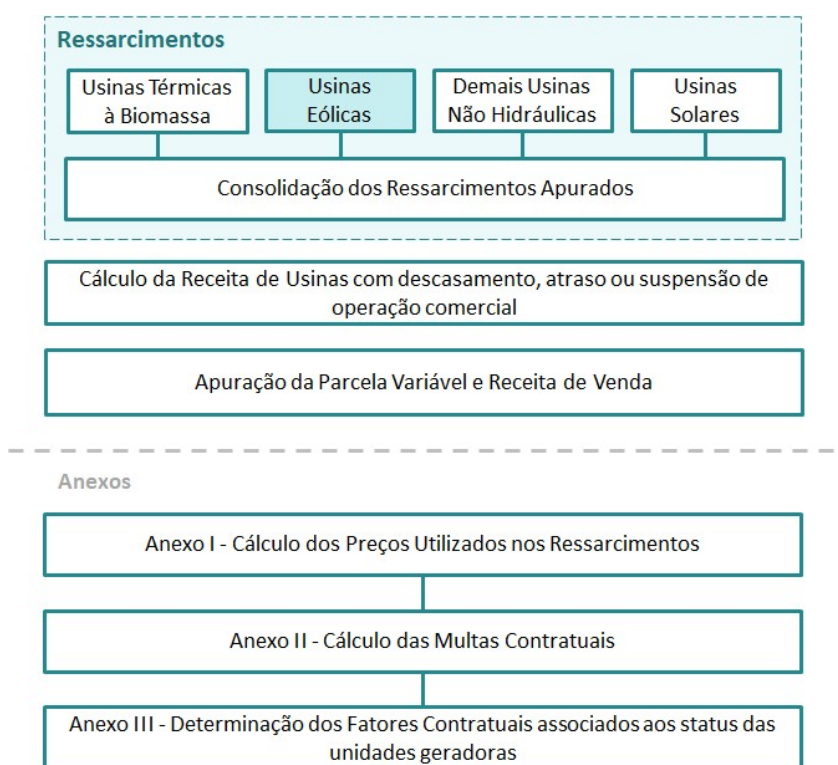 Ressarcimentos
Usinas Térmicas
à Biomassa
Usinas
Eólicas
Demais Usinas
Não Hidráulicas
Usinas
Solares
Consolidação dos Ressarcimentos Apurados
Cálculo da Receita de Usinas com descasamento, atraso ou suspensão de
operação comercial
Apuração da Parcela Variável e Receita de Venda
Anexos
Anexo I - Cálculo dos Preços Utilizados nos Ressarcimentos
Anexo II - Cálculo das Multas Contratuais
Anexo III - Determinação dos Fatores Contratuais associados aos status das
unidades geradoras